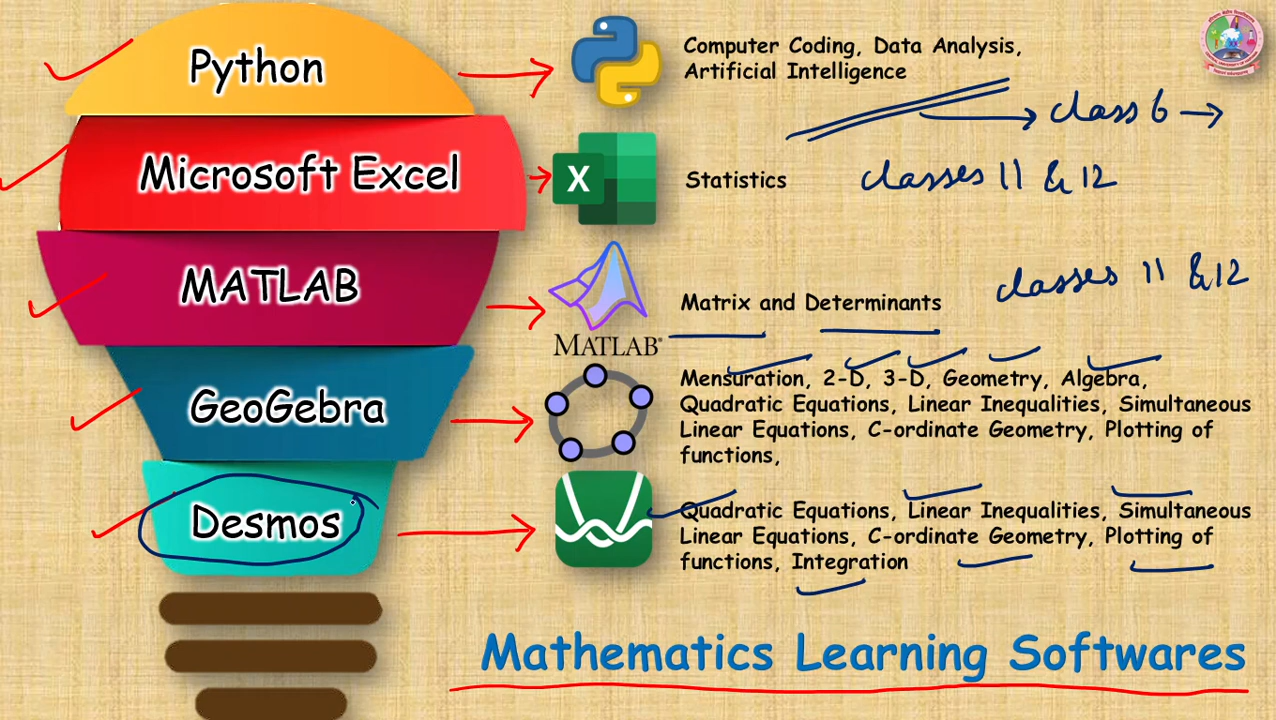 Python
Computer Coding, Data Analysis,
Artificial Intelligence
class 6
Microsoft Excel
X
Statistics
classes 11 & 12
MATLAB
MATLAB®
Matrix and Determinants
classes 11 & 12
GeoGebra
Mensuration, 2-D, 3-D, Geometry, Algebra,
Quadratic Equations, Linear Inequalities, Simultaneous
Linear Equations, C-ordinate Geometry, Plotting of
functions,
Desmos
Quadratic Equations, Linear Inequalities, Simultaneous
Linear Equations, C-ordinate Geometry, Plotting of
functions, Integration
Mathematics Learning Softwares